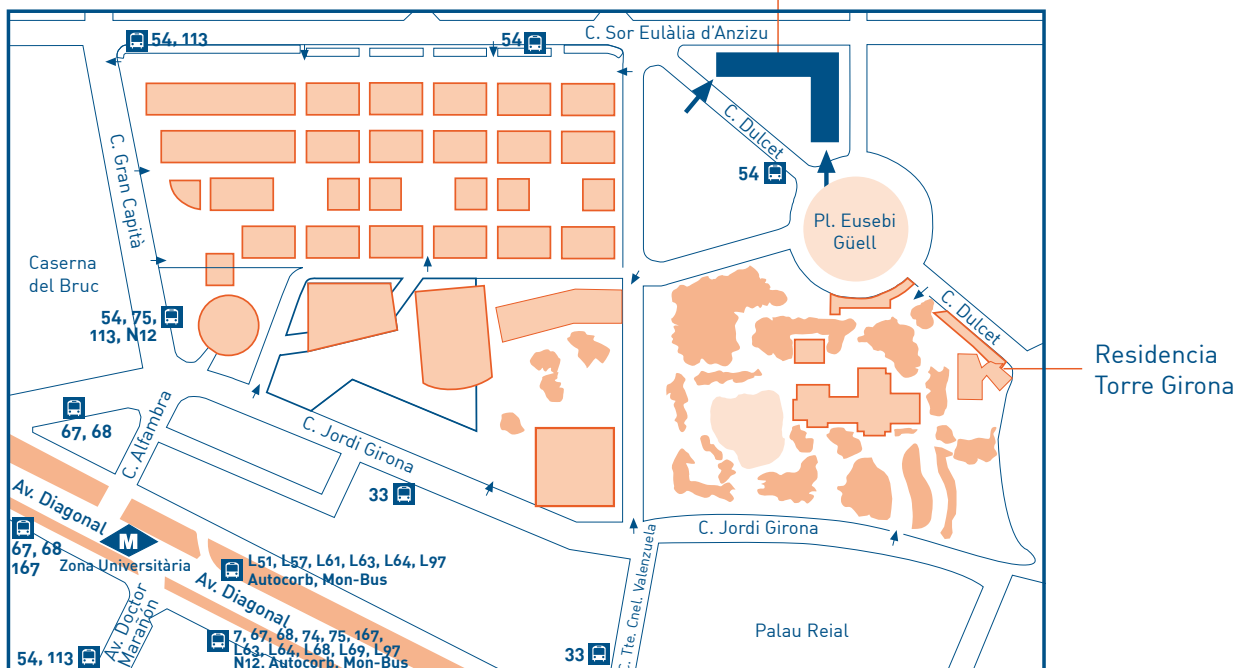 C. Sor Eulàlia d'Anzizu
54, 113
54
C. Dulcet
54
C. Gran Capità
Pl. Eusebi
Güell
Caserna
del Bruc
54, 75,
113, N12
C. Dulcet
Residencia
Torre Girona
67, 68
C. Alfambra
C. Jordi Girona
33
Av. Diagonal
M
Zona Universitària
67, 68
167
C. Jordi Girona
L51, L57, L61, L63, L64, L97
Autocorb, Mon-Bus
Av. Diagonal
Av. Doctor
Marañón
C. Tte. Cnel. Valenzuela
7, 67, 68, 74, 75, 167,
L63, L64, L68, L69, L97
N12, Autocorb, Mon-Bus
54, 113
33
Palau Reial